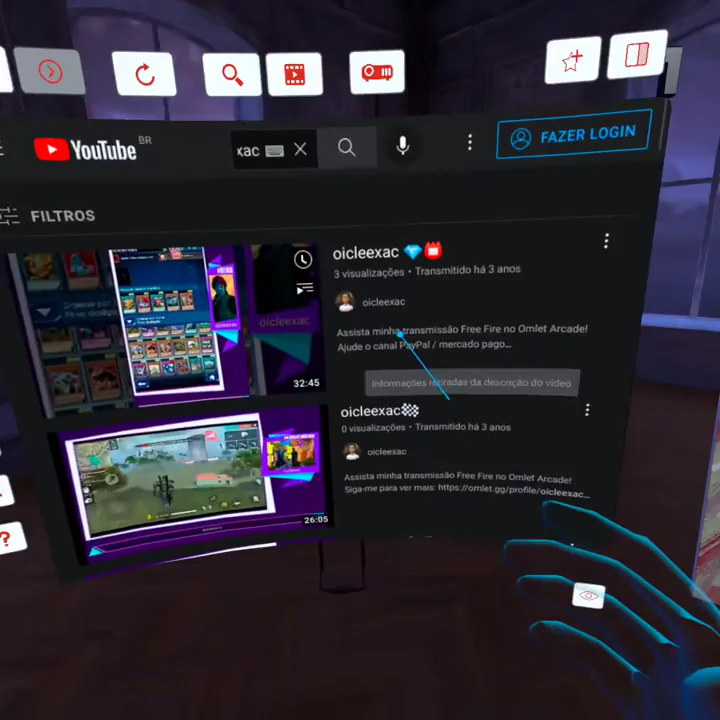 YouTube BR
xac
FAZER LOGIN
FILTROS
oicleexac 💎
3 visualizações • Transmitido há 3 anos
oicleexac
Assista minha transmissão Free Fire no Omlet Arcade!
Ajude o canal PayPal / mercado pago...
Informações retiradas da descrição do vídeo
32:45
oicleexac
oicleexac🏁
0 visualizações • Transmitido há 3 anos
oicleexac
Assista minha transmissão Free Fire no Omlet Arcade!
Siga-me para ver mais: https://omlet.gg/profile/oicleexac...
26:05
?